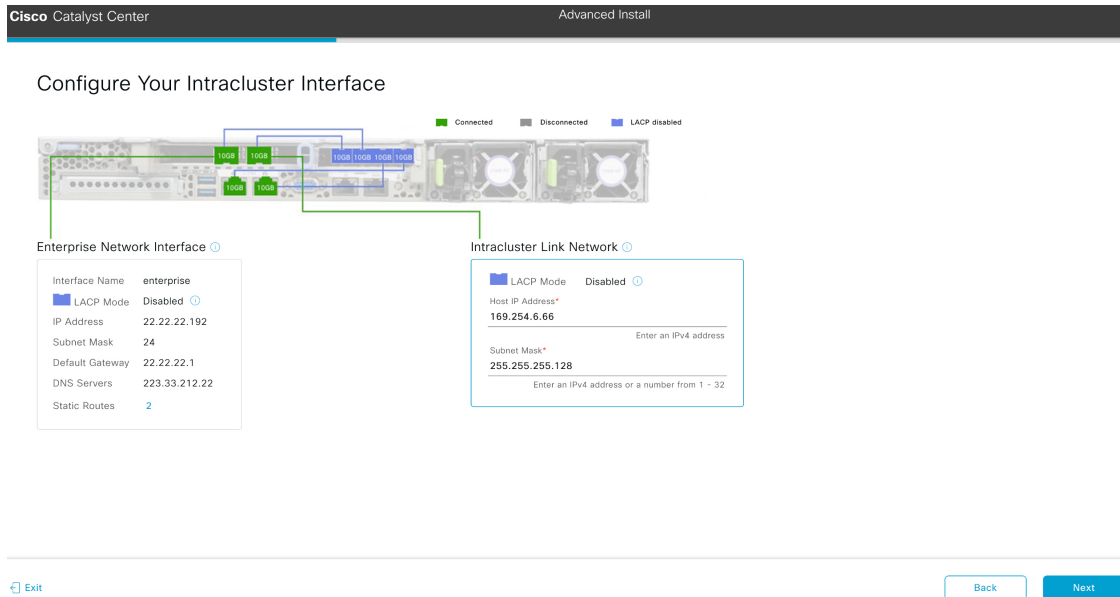 Cisco Catalyst Center
Advanced Install
Configure Your Intracluster Interface
Connected
Disconnected
LACP disabled
10GB 10GB 10GB 10GB 10GB 10GB
10GB 10GB
Enterprise Network Interface
Interface Name enterprise
LACP Mode Disabled
IP Address 22.22.22.192
Subnet Mask 24
Default Gateway 22.22.22.1
DNS Servers 223.33.212.22
Static Routes 2
Intracluster Link Network
LACP Mode Disabled
Host IP Address*
169.254.6.66
Enter an IPv4 address
Subnet Mask*
255.255.255.128
Enter an IPv4 address or a number from 1 - 32
Exit
Back
Next